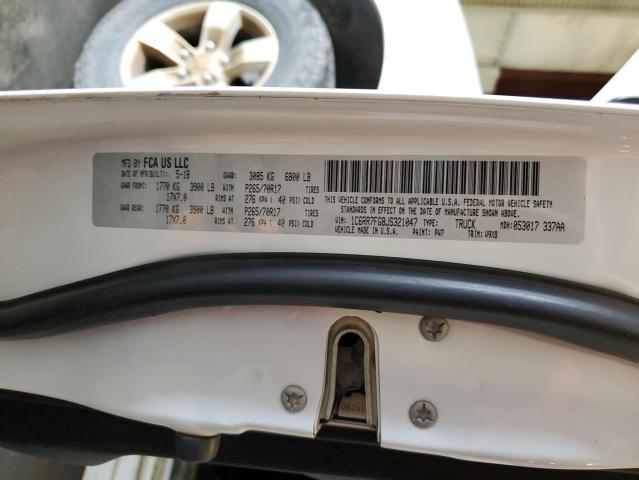 MFD BY FCA US LLC
DATE OF MFR(BUILT): 5-18 GVWR: 3085 KG 6800 LB
GAWR FRONT: 1770 KG 3900 LB WITH P265/70R17 TIRES
17X7.0 RIMS AT 276 KPA ( 40 PSI) COLD
GAWR REAR: 1770 KG 3900 LB WITH P265/70R17 TIRES
17X7.0 RIMS AT 276 KPA ( 40 PSI) COLD
THIS VEHICLE CONFORMS TO ALL APPLICABLE U.S.A. FEDERAL MOTOR VEHICLE SAFETY
STANDARDS IN EFFECT ON THE DATE OF MANUFACTURE SHOWN ABOVE.
VIN: 1C6RR7FG8JS321047 TYPE: TRUCK MDH: 053017 337AA
VEHICLE MADE IN U.S.A. PAINT: PW7 TRIM: V9X8